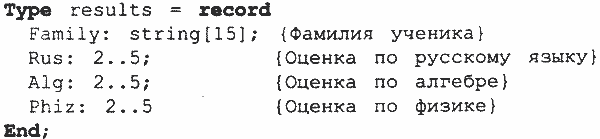 Type results = record
Family: string[15]; {Фамилия ученика}
Rus: 2..5; {Оценка по русскому языку}
Alg: 2..5; {Оценка по алгебре}
Phiz: 2..5 {Оценка по физике}
End;